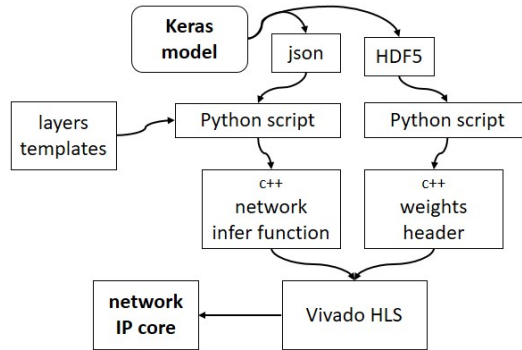 Keras
model
json
HDF5
layers
templates
Python script
Python script
c++
network
infer function
c++
weights
header
network
IP core
Vivado HLS